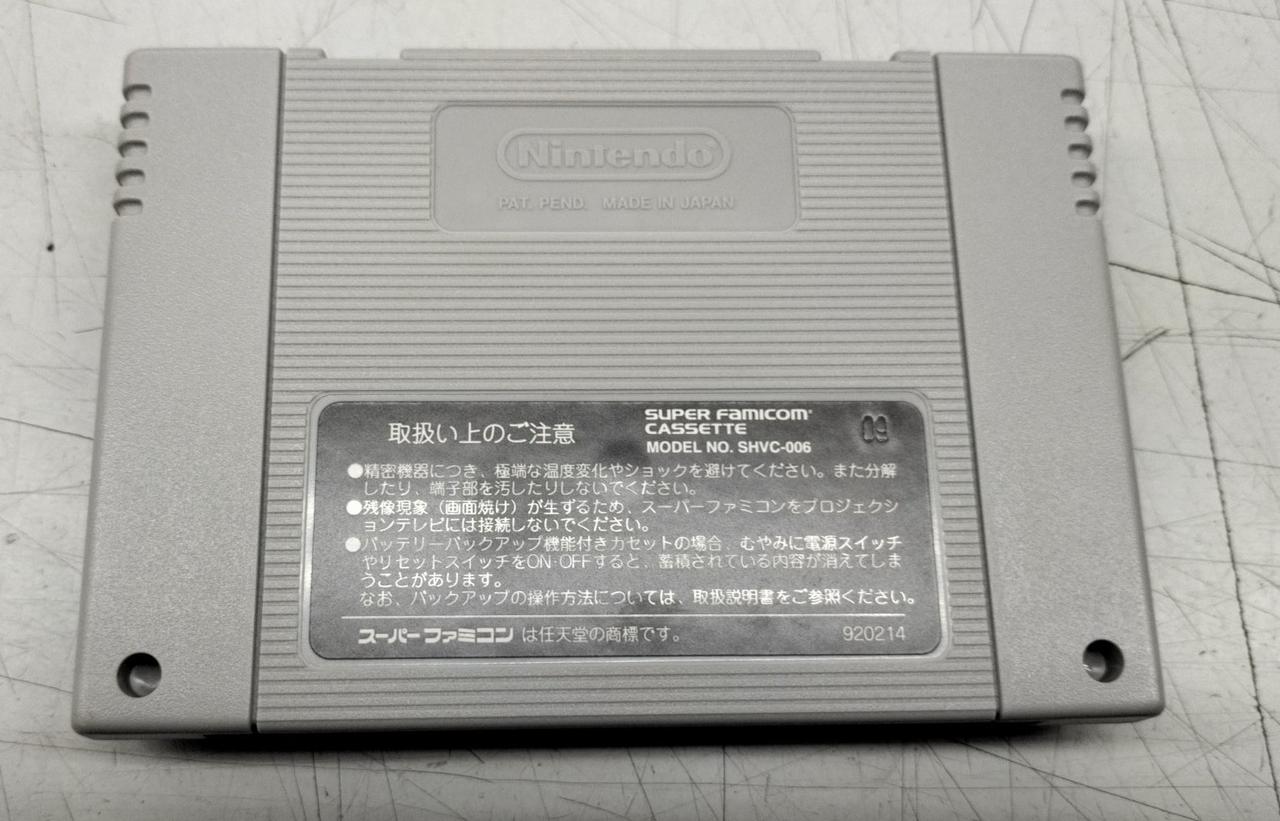 Nintendo
PAT. PEND. MADE IN JAPAN
取扱い上のご注意
SUPER FAMICOM
CASSETTE
MODEL NO. SHVC-006
09
●精密機器につき、極端な温度変化やショックを避けてください。また分解
したり、端子部を汚したりしないでください。
●残像現象（画面焼け）が生ずるため、スーパーファミコンをプロジェクシ
ョンテレビには接続しないでください。
●バッテリーバックアップ機能付きカセットの場合、むやみに電源スイッチ
やリセットスイッチをON·OFFすると、蓄積されている内容が消えてしま
うことがあります。
なお、バックアップの操作方法については、取扱説明書をご参照ください。
スーパーファミコン は任天堂の商標です。
920214